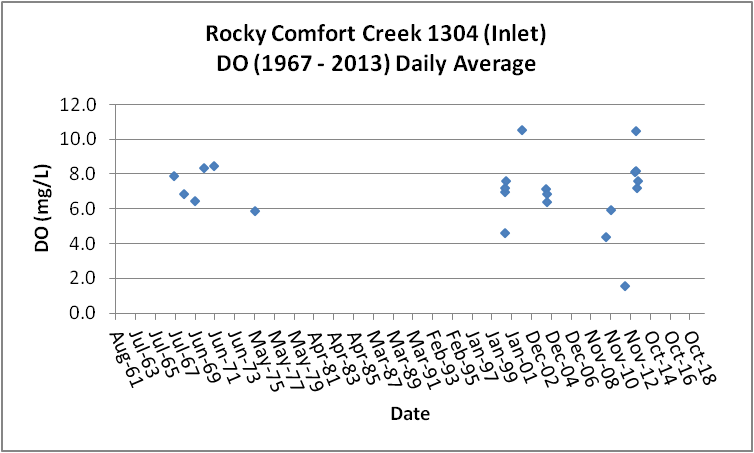 Rocky Comfort Creek 1304 (Inlet)
DO (1967 - 2013) Daily Average
12.0
10.0
8.0
6.0
4.0
2.0
0.0
DO (mg/L)
Aug-61
Jul-63
Jul-65
Jul-67
Jun-69
Jun-71
Jun-73
May-75
May-77
May-79
Apr-81
Apr-83
Apr-85
Mar-87
Mar-89
Mar-91
Feb-93
Feb-95
Jan-97
Jan-99
Jan-01
Dec-02
Dec-04
Dec-06
Nov-08
Nov-10
Nov-12
Oct-14
Oct-16
Oct-18
Date